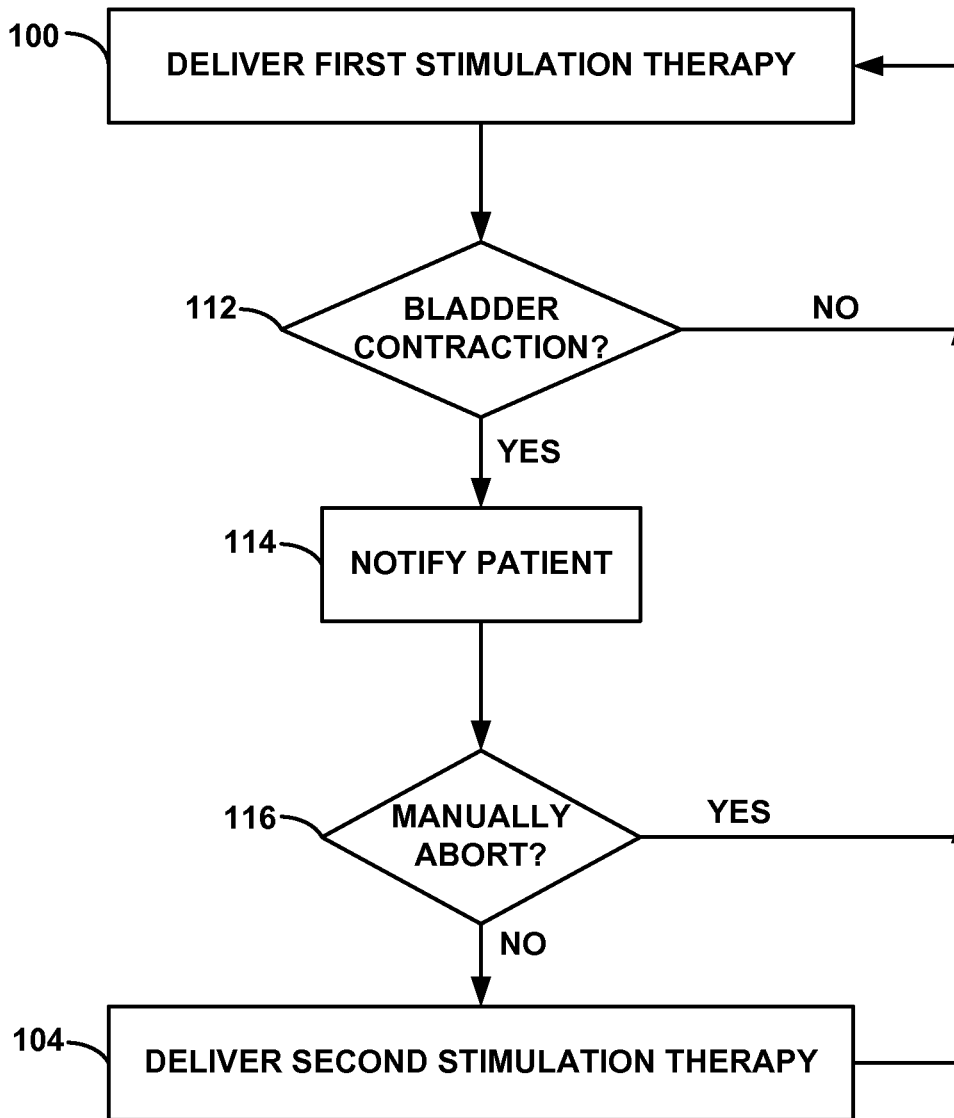 100
DELIVER FIRST STIMULATION THERAPY
112
BLADDER
CONTRACTION?
NO
YES
114
NOTIFY PATIENT
116
MANUALLY
ABORT?
YES
NO
104
DELIVER SECOND STIMULATION THERAPY